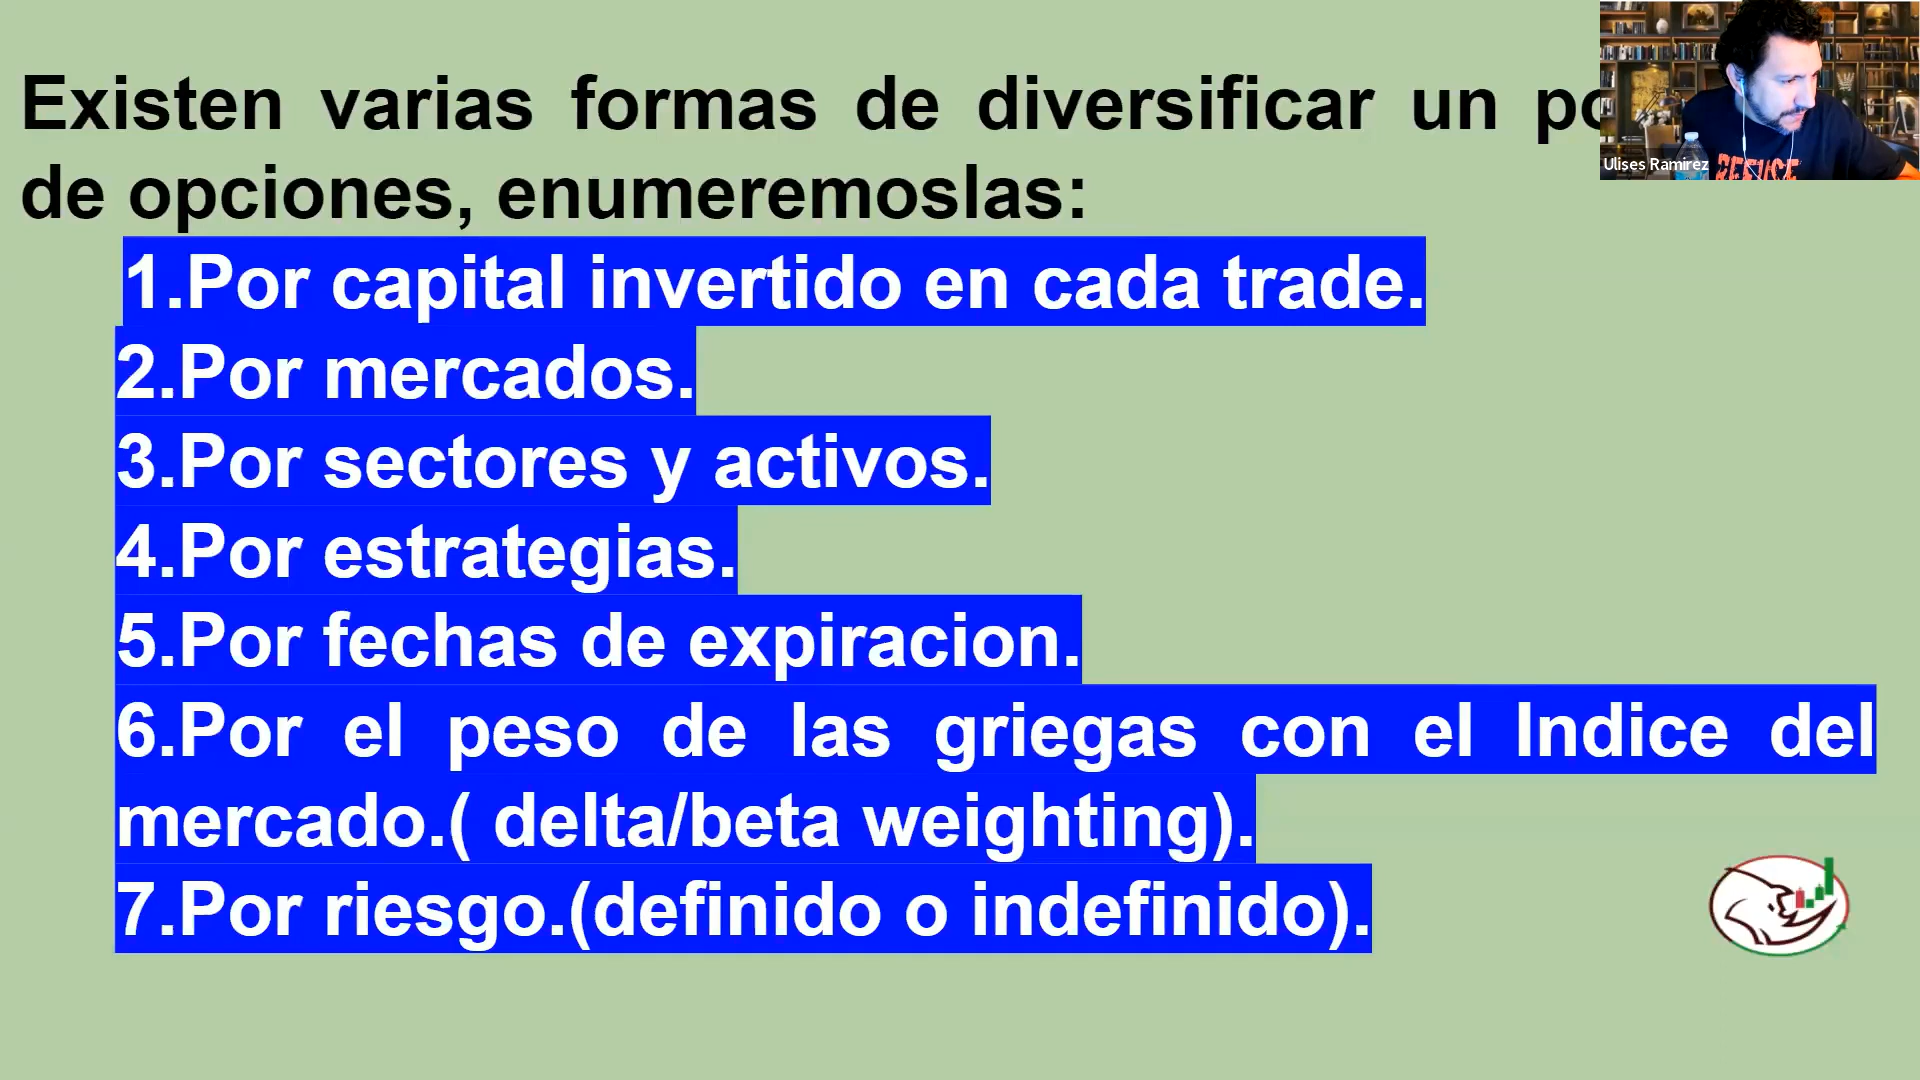 Existen varias formas de diversificar un
de opciones, enumeremoslas:
1.Por capital invertido en cada trade.
2.Por mercados.
3.Por sectores y activos.
4.Por estrategias.
5.Por fechas de expiracion.
6.Por el peso de las griegas con el Indice del
mercado.( delta/beta weighting).
7.Por riesgo.(definido o indefinido).
Ulises Ramirez